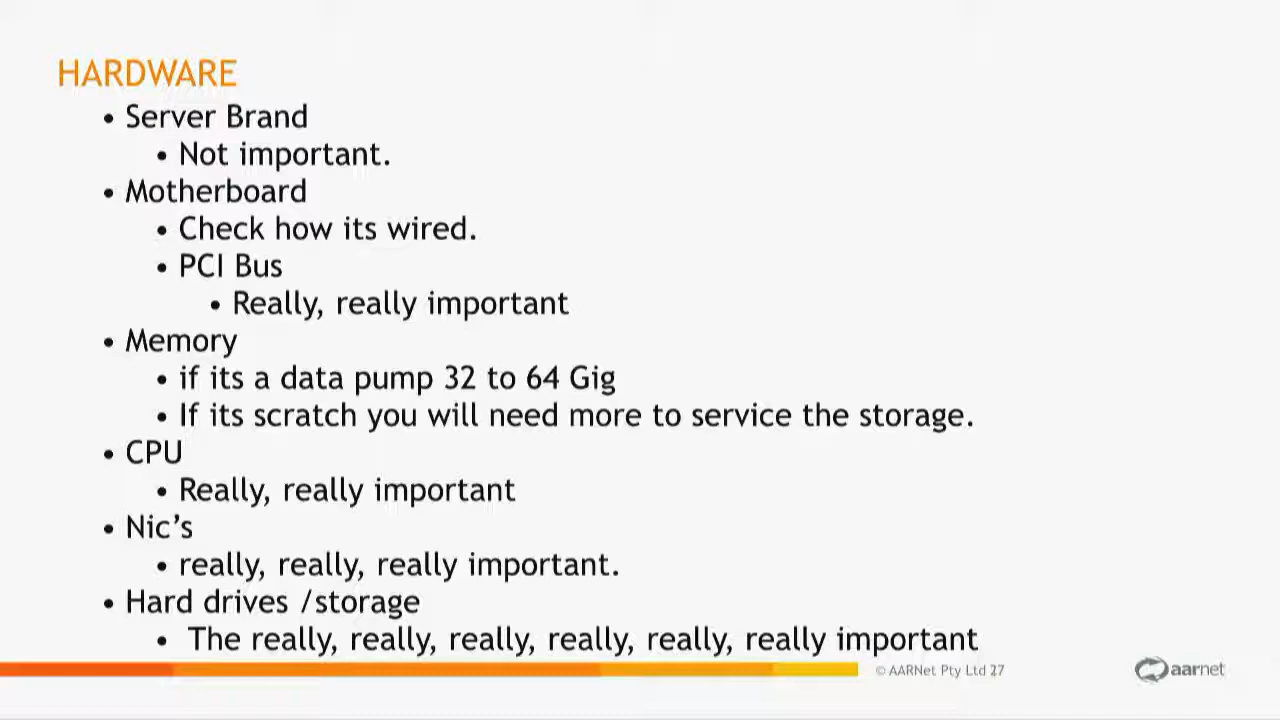 HARDWARE
• Server Brand
• Not important.
• Motherboard
• Check how its wired.
• PCI Bus
• Really, really important
• Memory
• if its a data pump 32 to 64 Gig
• If its scratch you will need more to service the storage.
• CPU
• Really, really important
• Nic’s
• really, really, really important.
• Hard drives /storage
• The really, really, really, really, really, really important
© AARNet Pty Ltd 27
aarnet